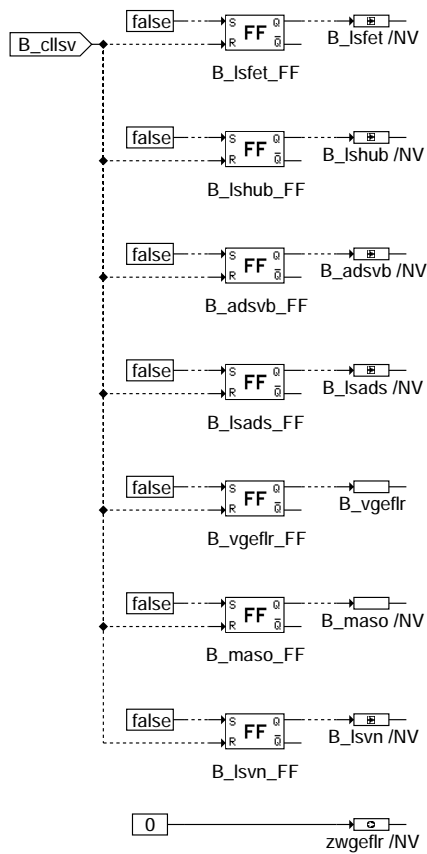 false S Q
B_cllsv R FF Q̅ B_lsfet /NV
B_lsfet_FF
false S Q
R FF Q̅ B_lshub /NV
B_lshub_FF
false S Q
R FF Q̅ B_adsvb /NV
B_adsvb_FF
false S Q
R FF Q̅ B_lsads /NV
B_lsads_FF
false S Q
R FF Q̅ B_vgeflr
B_vgeflr_FF
false S Q
R FF Q̅ B_maso /NV
B_maso_FF
false S Q
R FF Q̅ B_lsvn /NV
B_lsvn_FF
0
zwgeflr /NV